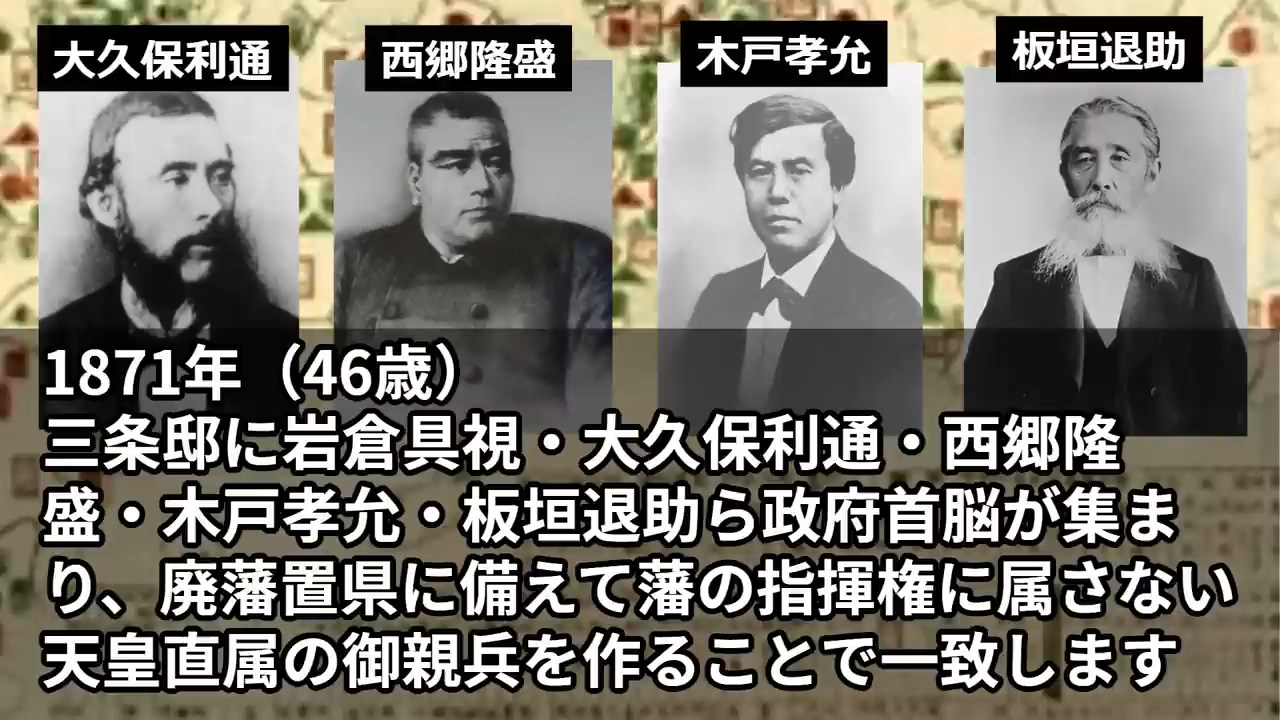 大久保利通
西郷隆盛
木戸孝允
板垣退助
1871年（46歳）
三条邸に岩倉具視・大久保利通・西郷隆
盛・木戸孝允・板垣退助ら政府首脳が集ま
り、廃藩置県に備えて藩の指揮権に属さない
天皇直属の御親兵を作ることで一致します